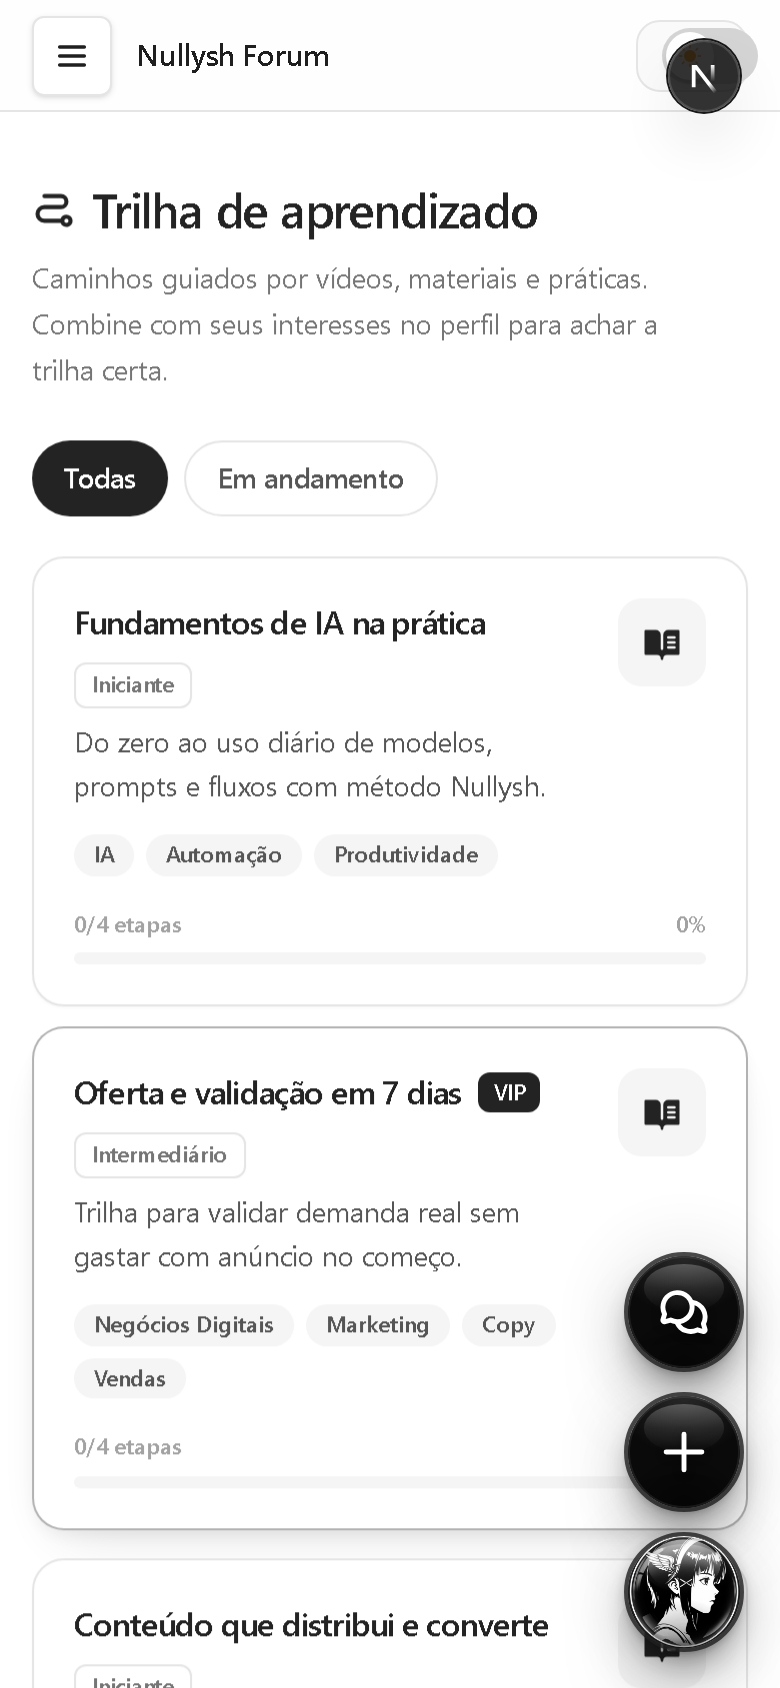 Nullysh Forum
N
Trilha de aprendizado
Caminhos guiados por vídeos, materiais e práticas.
Combine com seus interesses no perfil para achar a
trilha certa.
Todas
Em andamento
Fundamentos de IA na prática
Iniciante
Do zero ao uso diário de modelos,
prompts e fluxos com método Nullysh.
IA
Automação
Produtividade
0/4 etapas
0%
Oferta e validação em 7 dias
VIP
Intermediário
Trilha para validar demanda real sem
gastar com anúncio no começo.
Negócios Digitais
Marketing
Copy
Vendas
0/4 etapas
Conteúdo que distribui e converte
Iniciante